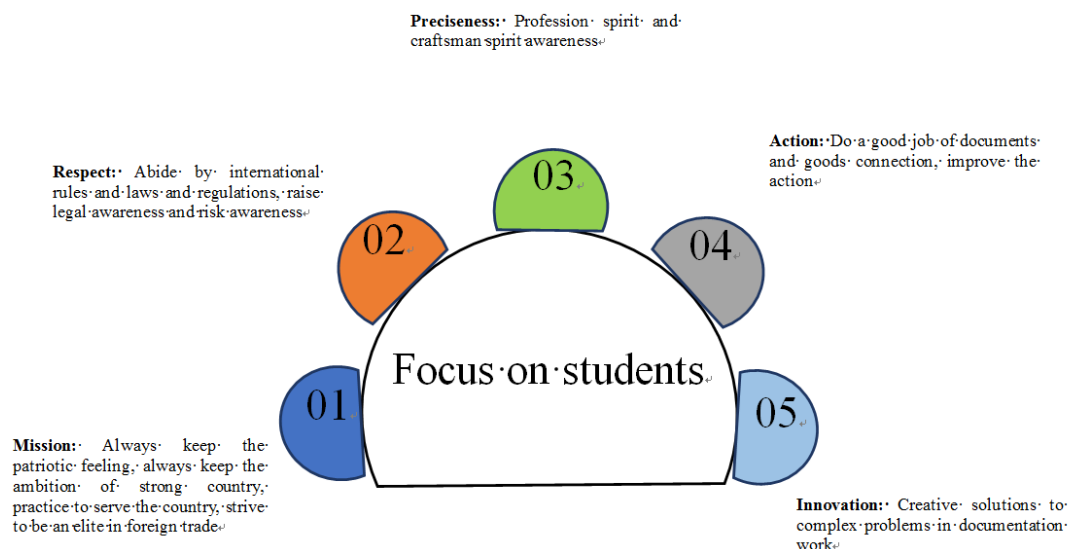 Preciseness: Profession spirit and
craftsman spirit awareness
Action: Do a good job of documents
and goods connection, improve the
action
Respect: Abide by international
rules and laws and regulations, raise
legal awareness and risk awareness
03
02
04
Focus on students
01
05
Mission: Always keep the
patriotic feeling, always keep the
ambition of strong country,
practice to serve the country, strive
to be an elite in foreign trade
Innovation: Creative solutions to
complex problems in documentation
work